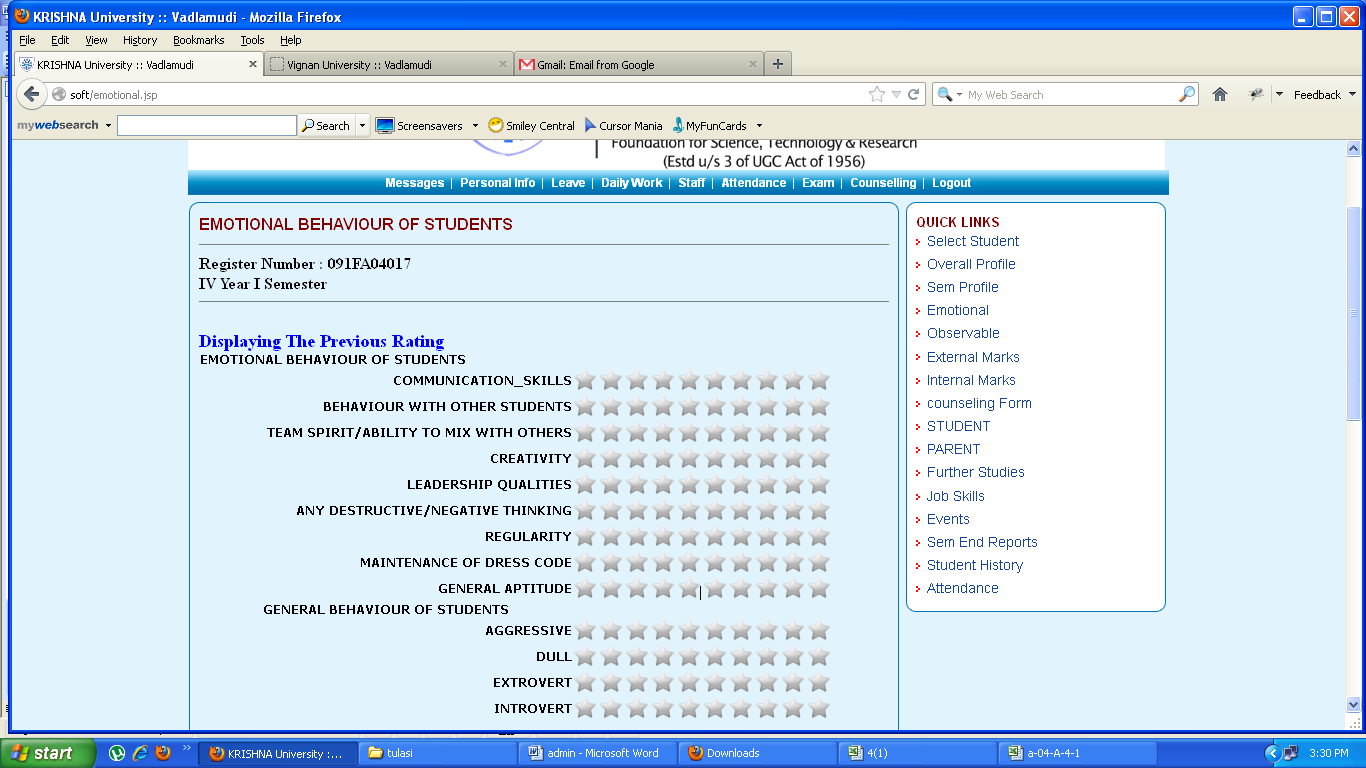 KRISHNA University :: Vadlamudi - Mozilla Firefox
File Edit View History Bookmarks Tools Help
KRISHNA University :: Vadlamudi Vignan University :: Vadlamudi Gmail: Email from Google
soft/emotional.jsp My Web Search Feedback
mywebsearch Search Screensavers Smiley Central Cursor Mania MyFunCards
Foundation for Science, Technology & Research
(Estd u/s 3 of UGC Act of 1956)
Messages | Personal Info | Leave | Daily Work | Staff | Attendance | Exam | Counselling | Logout
EMOTIONAL BEHAVIOUR OF STUDENTS
Register Number : 091FA04017
IV Year I Semester
Displaying The Previous Rating
EMOTIONAL BEHAVIOUR OF STUDENTS
COMMUNICATION_SKILLS
BEHAVIOUR WITH OTHER STUDENTS
TEAM SPIRIT/ABILITY TO MIX WITH OTHERS
CREATIVITY
LEADERSHIP QUALITIES
ANY DESTRUCTIVE/NEGATIVE THINKING
REGULARITY
MAINTENANCE OF DRESS CODE
GENERAL APTITUDE
GENERAL BEHAVIOUR OF STUDENTS
AGGRESSIVE
DULL
EXTROVERT
INTROVERT
QUICK LINKS
Select Student
Overall Profile
Sem Profile
Emotional
Observable
External Marks
Internal Marks
counseling Form
STUDENT
PARENT
Further Studies
Job Skills
Events
Sem End Reports
Student History
Attendance
start KRISHNA University :... tulasi admin - Microsoft Word Downloads 4(1) a-04-A-4-1 3:30 PM